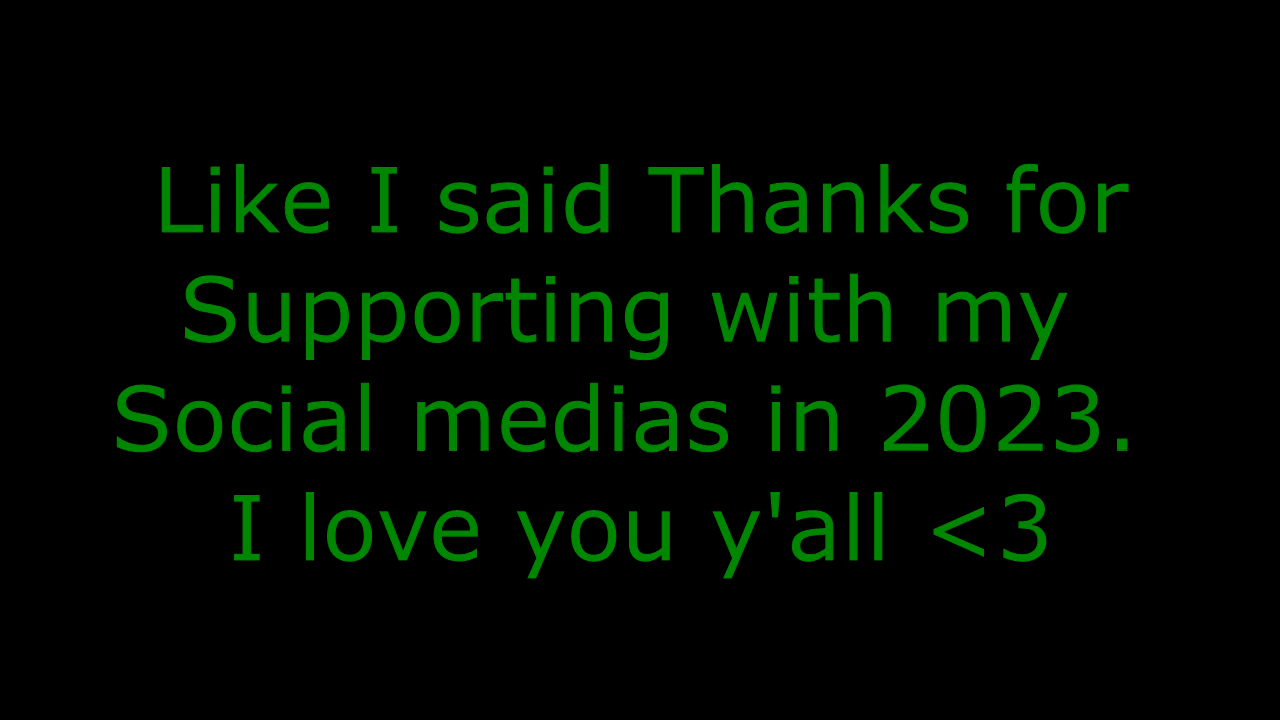 Like I said Thanks for
Supporting with my
Social medias in 2023.
I love you y'all <3